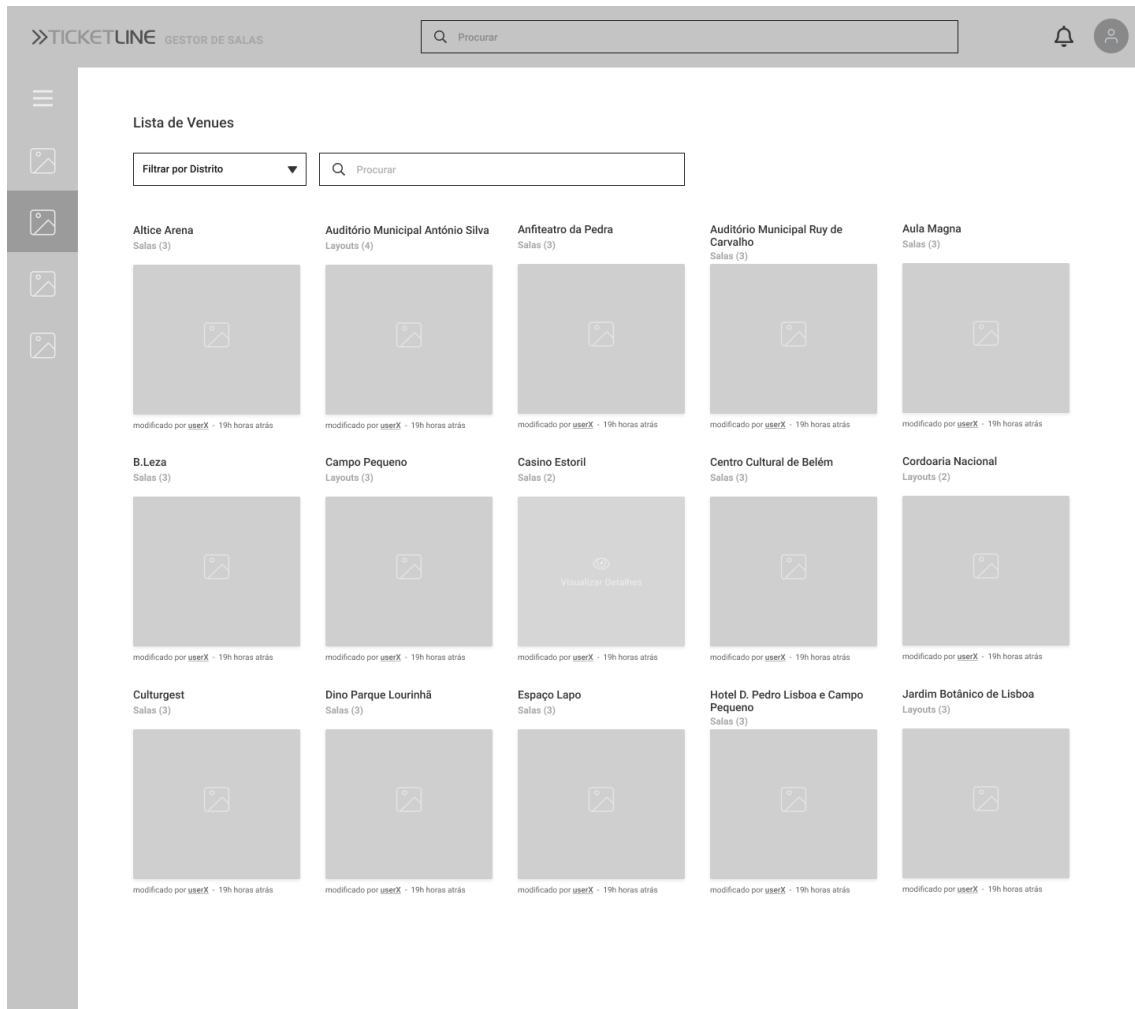 TICKETLINE GESTOR DE SALAS
Procurar
Lista de Venues
Filtrar por Distrito
Procurar
Altice Arena
Salas (3)
modificado por userX - 19h horas atrás
Auditório Municipal António Silva
Layouts (4)
modificado por userX - 19h horas atrás
Anfiteatro da Pedra
Salas (3)
modificado por userX - 19h horas atrás
Auditório Municipal Ruy de
Carvalho
Salas (3)
modificado por userX - 19h horas atrás
Aula Magna
Salas (3)
modificado por userX - 19h horas atrás
B.Leza
Salas (3)
modificado por userX - 19h horas atrás
Campo Pequeno
Layouts (3)
modificado por userX - 19h horas atrás
Casino Estoril
Salas (2)
Visualizar Detalhes
modificado por userX - 19h horas atrás
Centro Cultural de Belém
Salas (3)
modificado por userX - 19h horas atrás
Cordoaria Nacional
Layouts (2)
modificado por userX - 19h horas atrás
Culturgest
Salas (3)
modificado por userX - 19h horas atrás
Dino Parque Lourinhã
Salas (3)
modificado por userX - 19h horas atrás
Espaço Lapo
Salas (3)
modificado por userX - 19h horas atrás
Hotel D. Pedro Lisboa e Campo
Pequeno
Salas (3)
modificado por userX - 19h horas atrás
Jardim Botânico de Lisboa
Layouts (3)
modificado por userX - 19h horas atrás